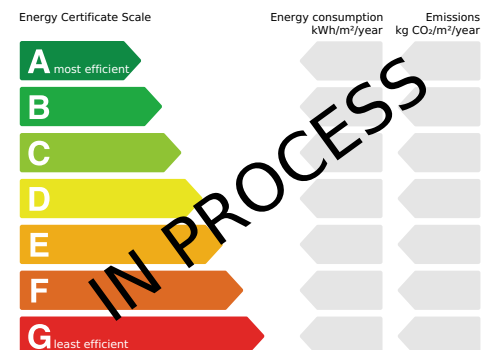 Energy Certificate Scale
Energy consumption
kWh/m²/year
Emissions
kg CO₂/m²/year
A most efficient
B
C
D
E
F
G least efficient
IN PROCESS